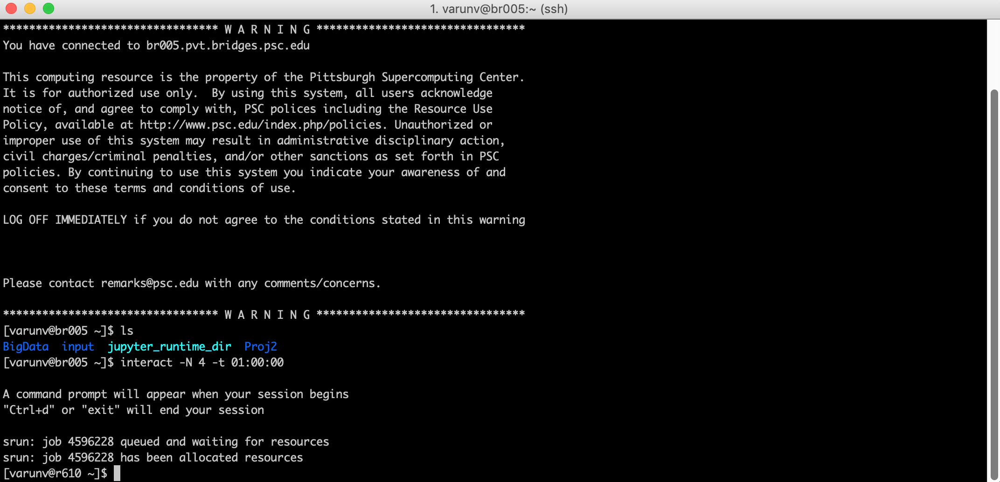 1. varunv@br005:~ (ssh)
********************************* W A R N I N G ********************************
You have connected to br005.pvt.bridges.psc.edu
This computing resource is the property of the Pittsburgh Supercomputing Center.
It is for authorized use only.  By using this system, all users acknowledge
notice of, and agree to comply with, PSC polices including the Resource Use
Policy, available at http://www.psc.edu/index.php/policies. Unauthorized or
improper use of this system may result in administrative disciplinary action,
civil charges/criminal penalties, and/or other sanctions as set forth in PSC
policies. By continuing to use this system you indicate your awareness of and
consent to these terms and conditions of use.
LOG OFF IMMEDIATELY if you do not agree to the conditions stated in this warning
Please contact remarks@psc.edu with any comments/concerns.
********************************* W A R N I N G ********************************
[varunv@br005 ~]$ ls
BigData  input  jupyter_runtime_dir  Proj2
[varunv@br005 ~]$ interact -N 4 -t 01:00:00
A command prompt will appear when your session begins
"Ctrl+d" or "exit" will end your session
srun: job 4596228 queued and waiting for resources
srun: job 4596228 has been allocated resources
[varunv@r610 ~]$